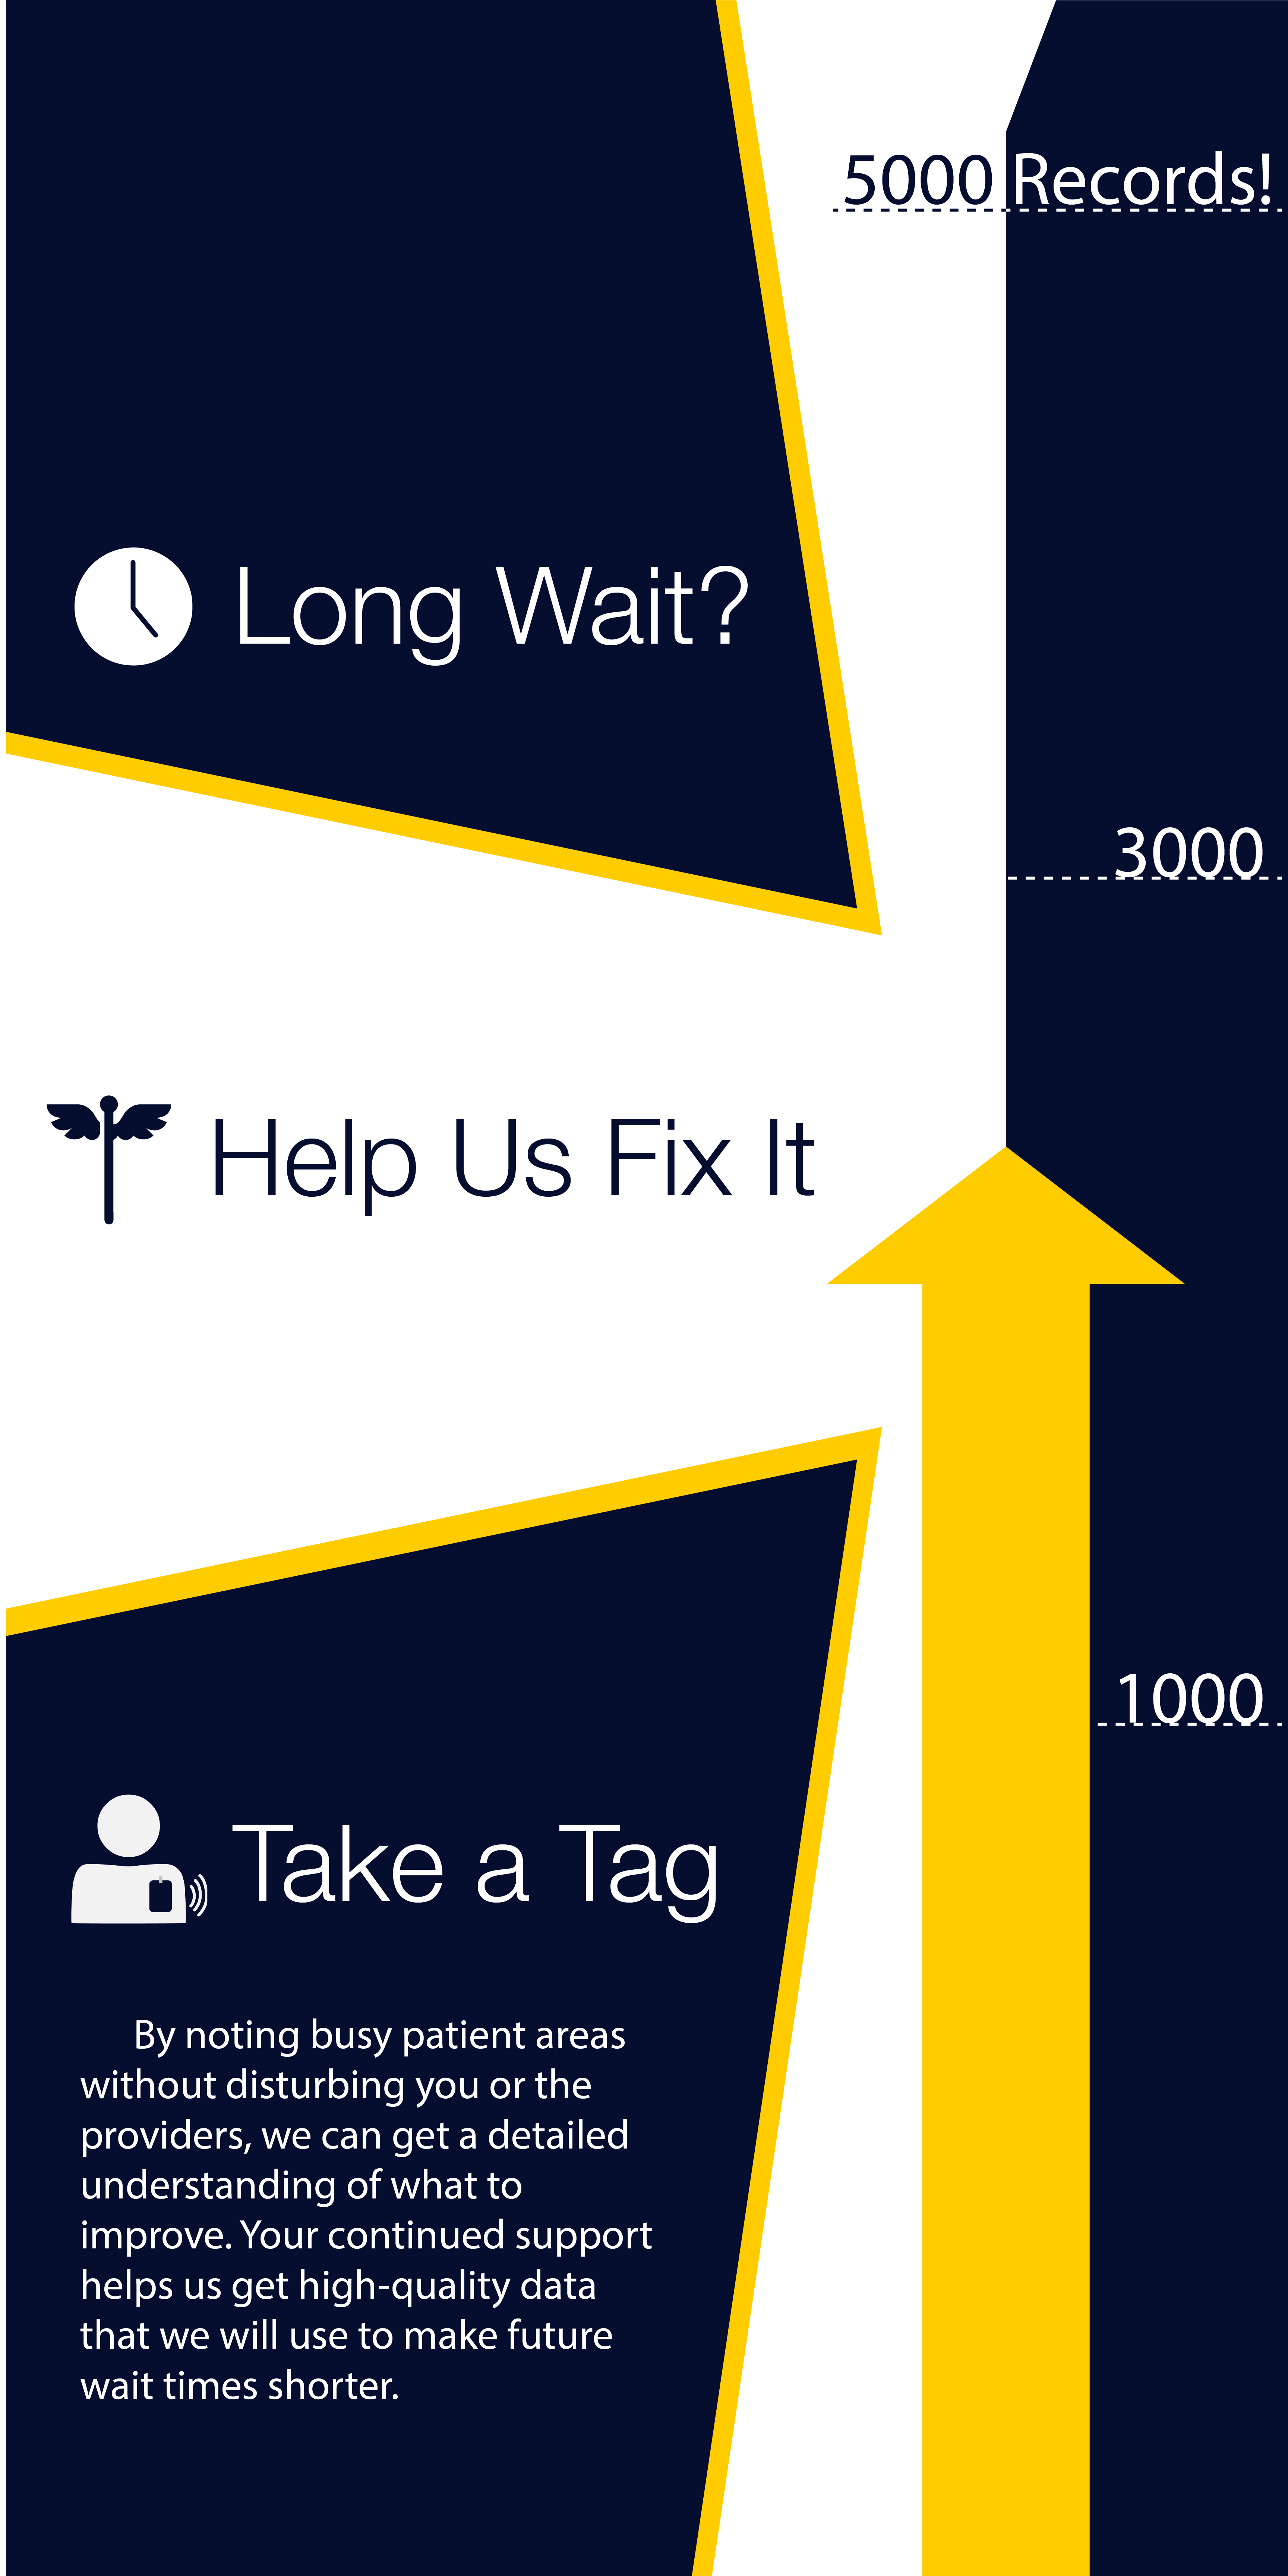 5000 Records!
Long Wait?
3000
Help Us Fix It
1000
Take a Tag
By noting busy patient areas
without disturbing you or the
providers, we can get a detailed
understanding of what to
improve. Your continued support
helps us get high-quality data
that we will use to make future
wait times shorter.